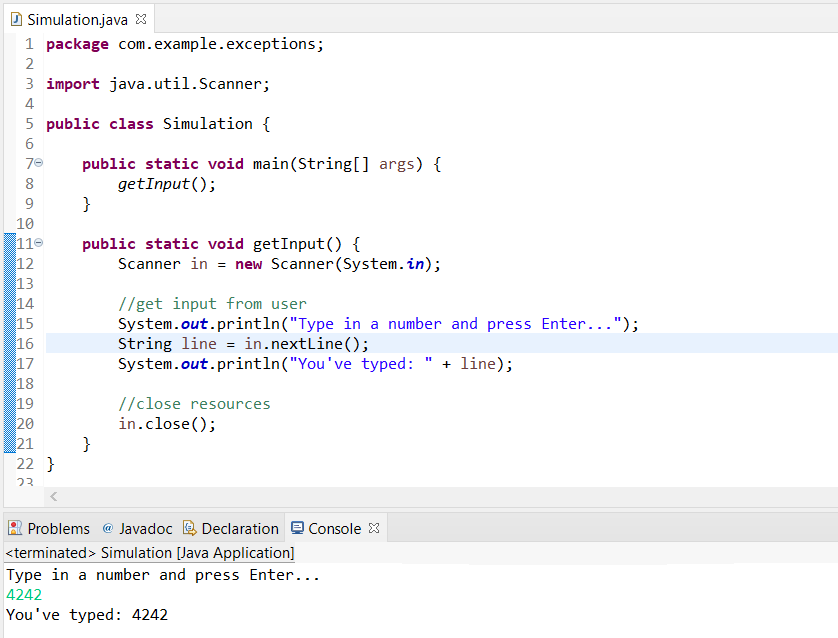 Simulation.java
1 package com.example.exceptions;
2
3 import java.util.Scanner;
4
5 public class Simulation {
6
7 public static void main(String[] args) {
8 getInput();
9 }
10
11 public static void getInput() {
12 Scanner in = new Scanner(System.in);
13
14 //get input from user
15 System.out.println("Type in a number and press Enter...");
16 String line = in.nextLine();
17 System.out.println("You've typed: " + line);
18
19 //close resources
20 in.close();
21 }
22 }
23
Problems @ Javadoc Declaration Console
<terminated> Simulation [Java Application]
Type in a number and press Enter...
4242
You've typed: 4242